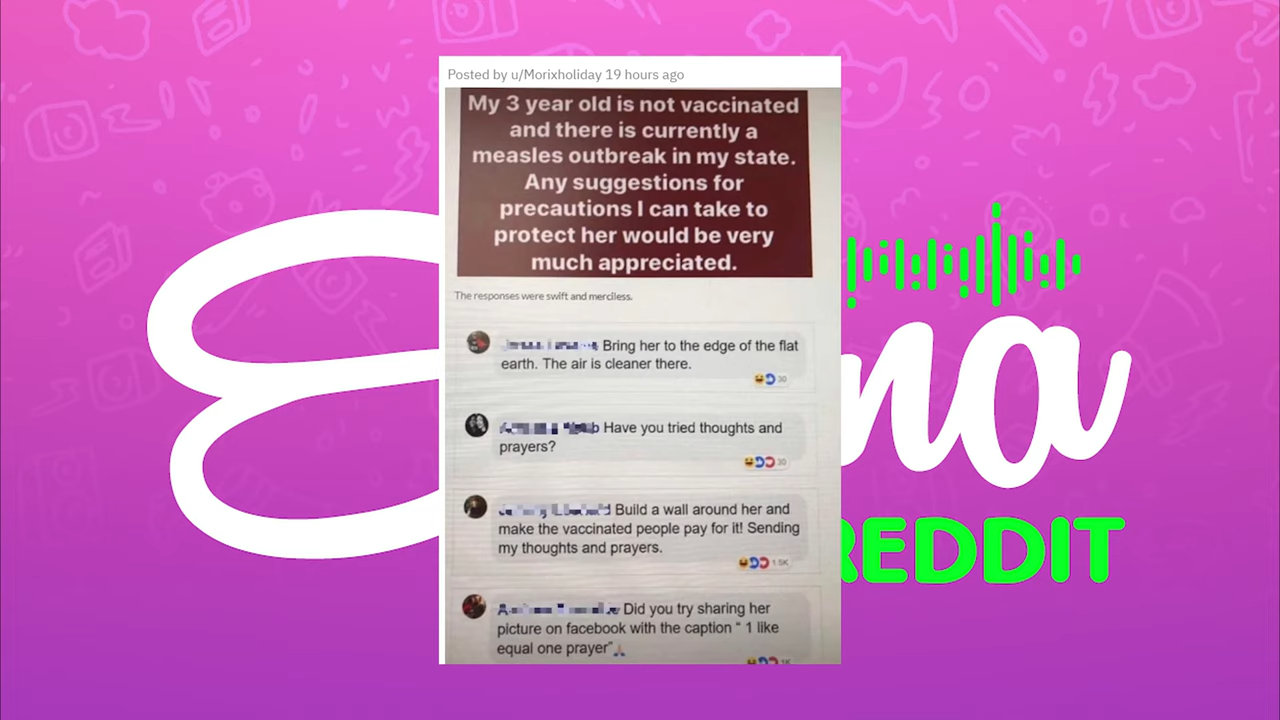 Posted by u/Morixholiday 19 hours ago
My 3 year old is not vaccinated
and there is currently a
measles outbreak in my state.
Any suggestions for
precautions I can take to
protect her would be very
much appreciated.
The responses were swift and merciless.
Bring her to the edge of the flat
earth. The air is cleaner there.
30
Have you tried thoughts and
prayers?
30
Build a wall around her and
make the vaccinated people pay for it! Sending
my thoughts and prayers.
1.5K
Did you try sharing her
picture on facebook with the caption “ 1 like
equal one prayer”🙏
1K
REDDIT